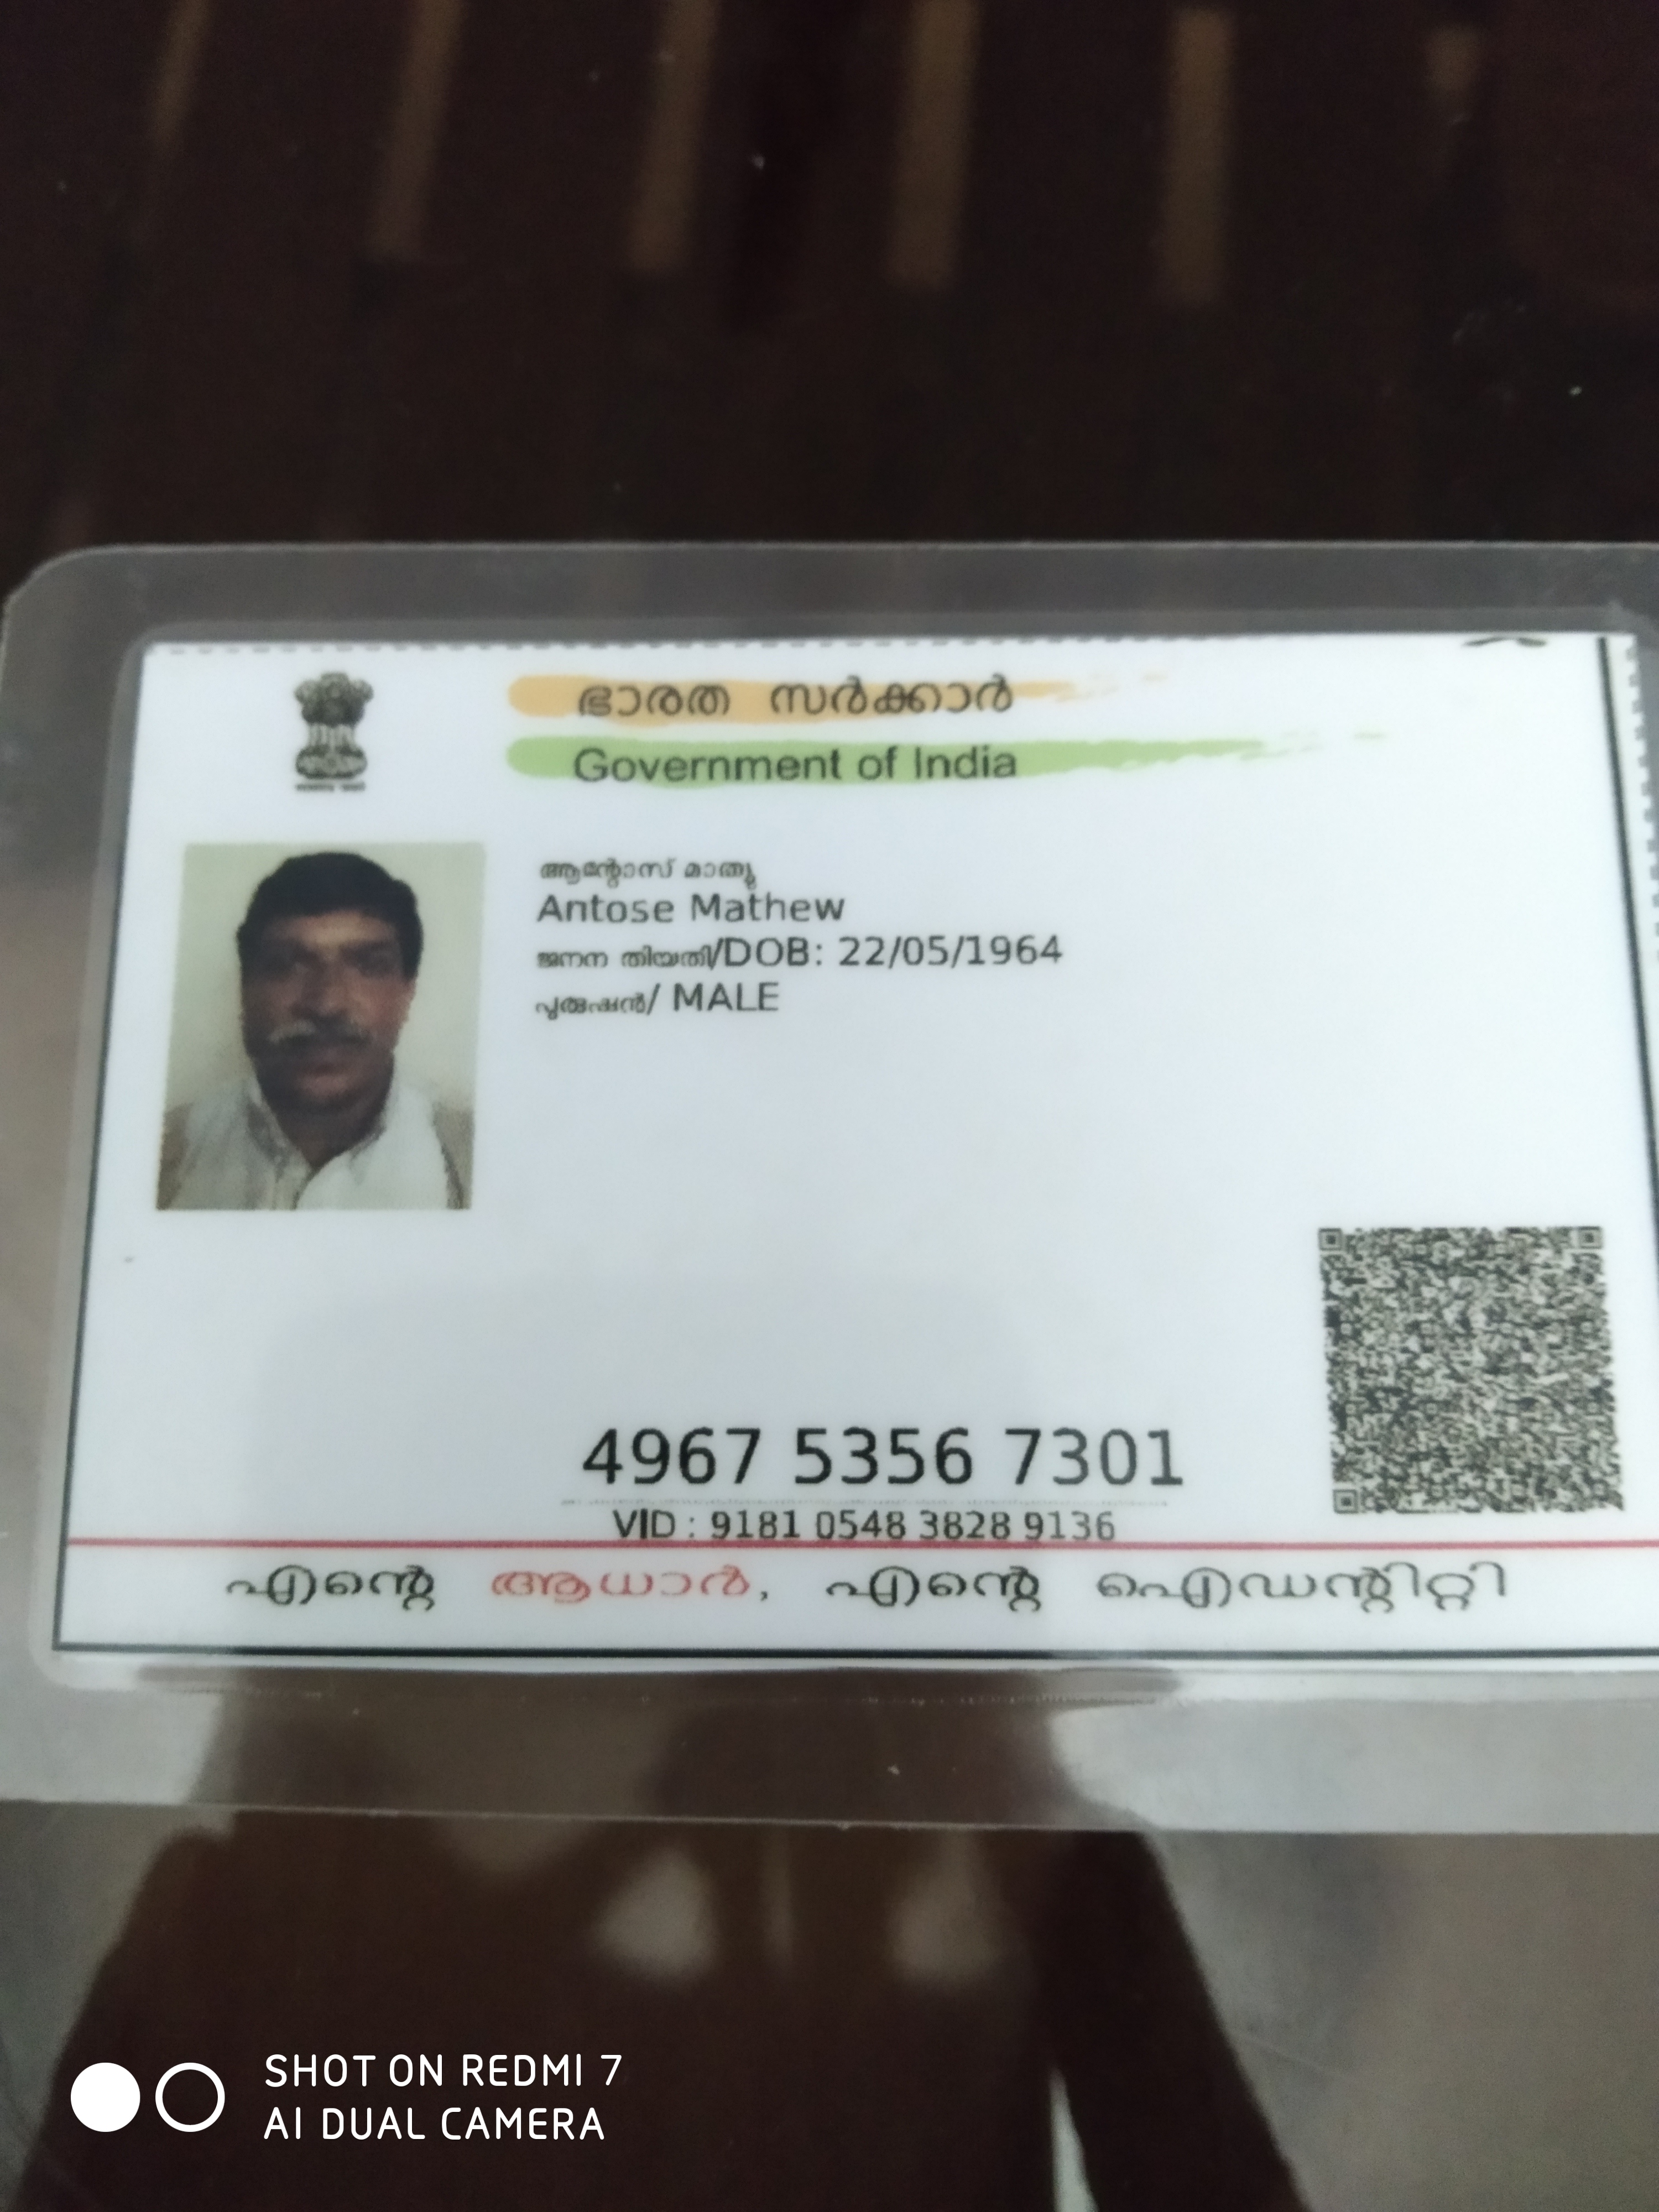 ഭാരത സർക്കാർ
Government of India
ആന്റോസ് മാത്യു
Antose Mathew
ജനന തിയതി/DOB: 22/05/1964
പുരുഷൻ/ MALE
4967 5356 7301
VID : 9181 0548 3828 9136
എന്റെ ആധാർ, എന്റെ ഐഡന്റിറ്റി
SHOT ON REDMI 7
AI DUAL CAMERA